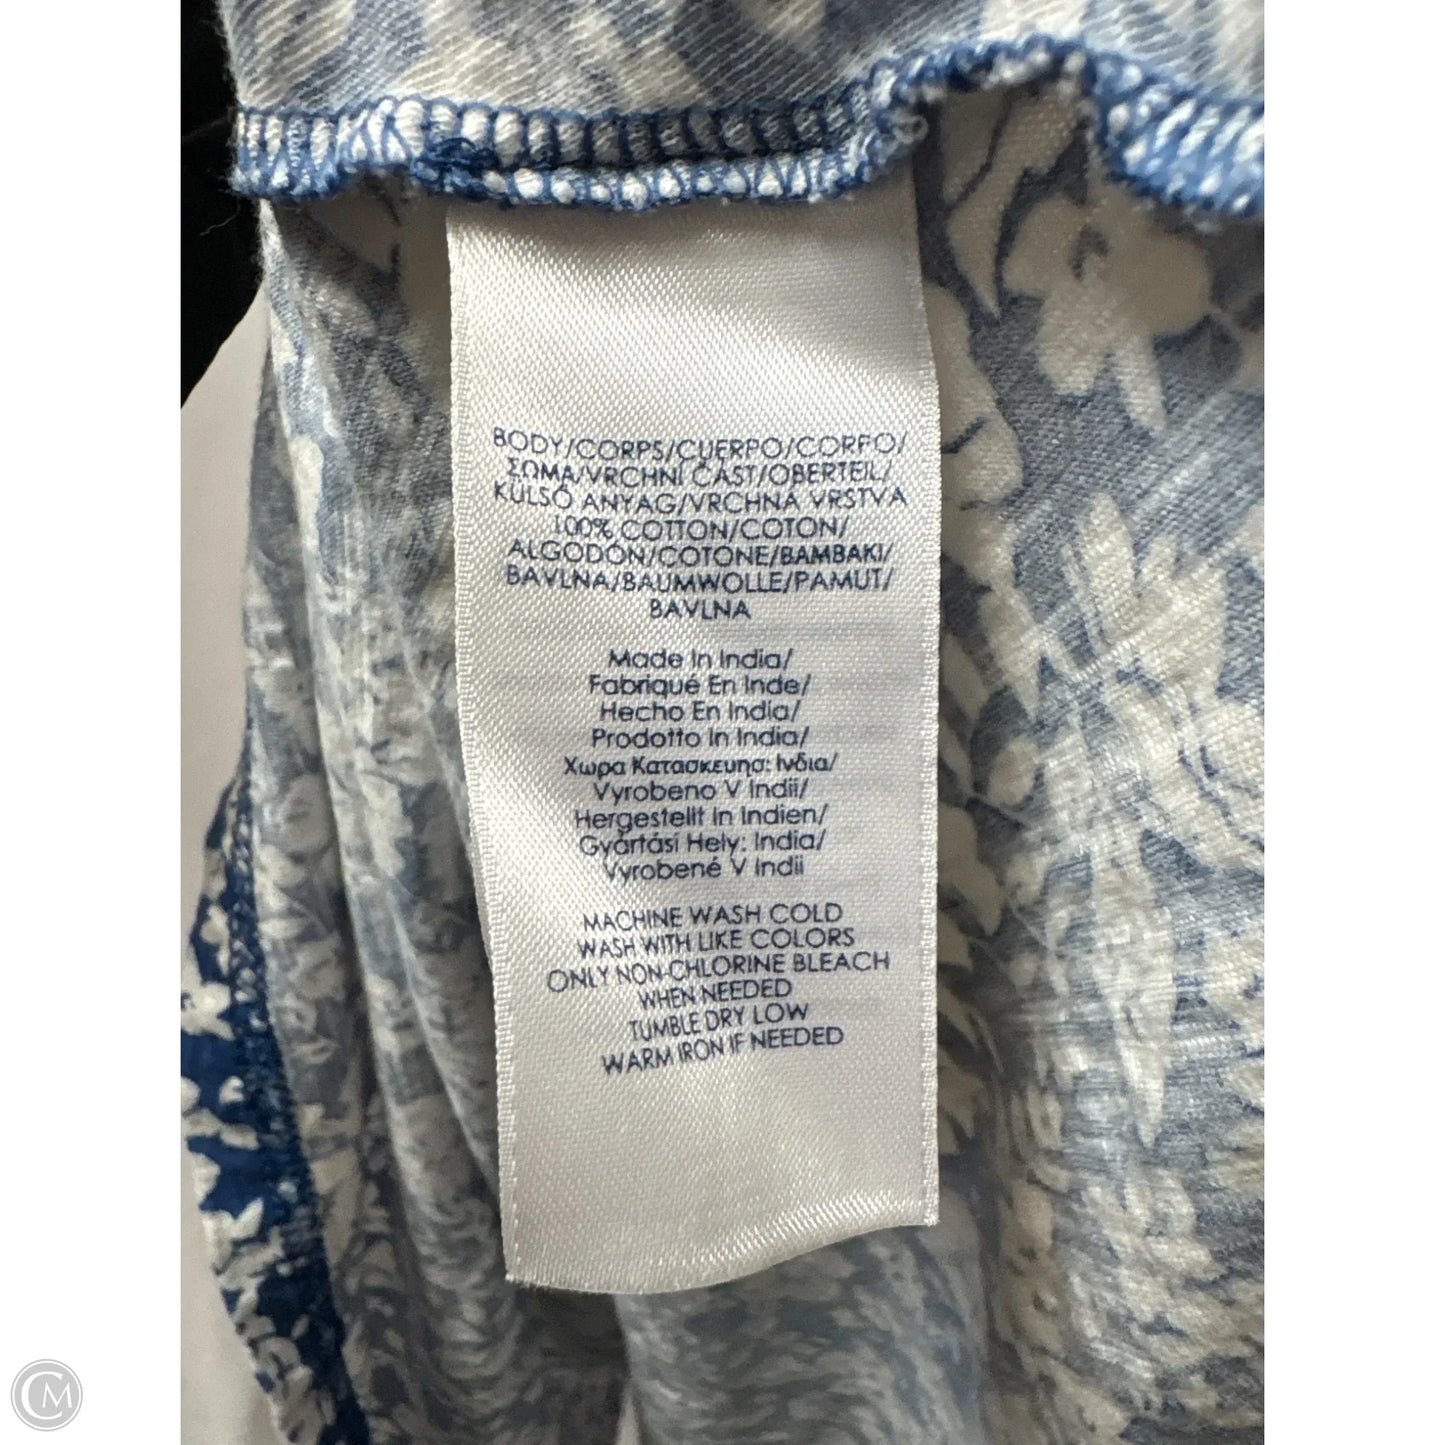 BODY/CORPS/CUERPO/CORPO/
ΣΩΜΑ/VRCHNÍ ČÁST/OBERTEIL/
KÜLSŐ ANYAG/VRCHNA VRSTVA
100% COTTON/COTON/
ALGODÓN/COTONE/BAMBAKI/
BAVLNA/BAUMWOLLE/PAMUT/
BAVLNA
Made In India/
Fabriqué En Inde/
Hecho En India/
Prodotto In India/
Χωρα Κατασκευησ: Ινδια/
Vyrobeno V Indii/
Hergestellt In Indien/
Gyártási Hely: India/
Vyrobené V Indii
MACHINE WASH COLD
WASH WITH LIKE COLORS
ONLY NON-CHLORINE BLEACH
WHEN NEEDED
TUMBLE DRY LOW
WARM IRON IF NEEDED
CM